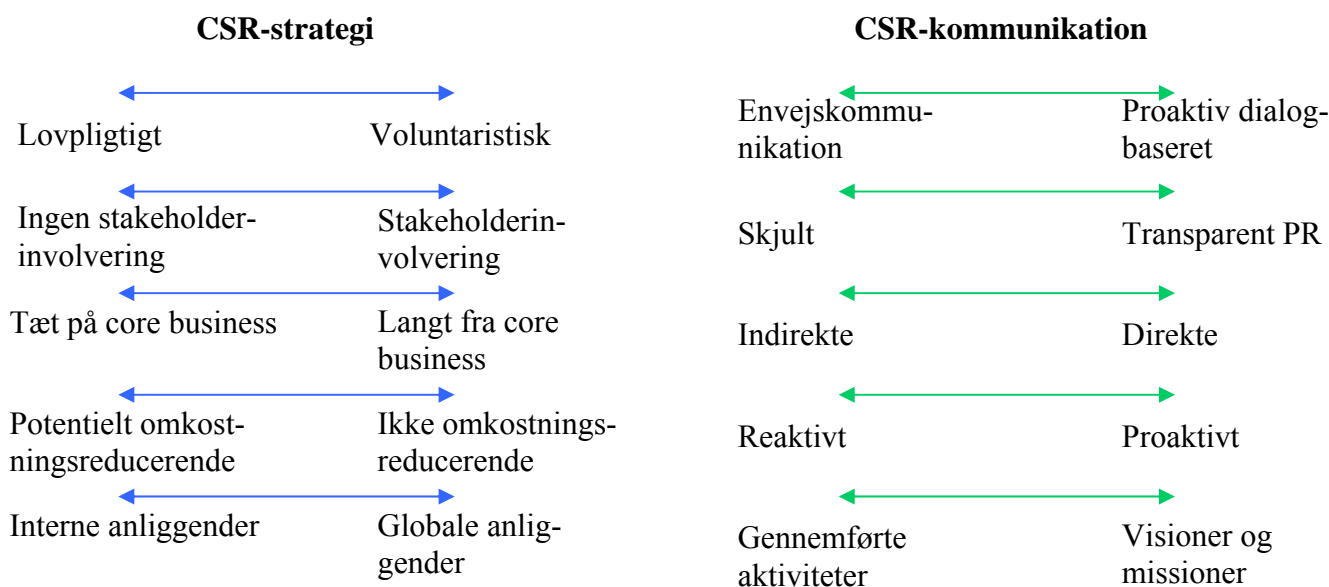 CSR-strategi
Lovpligtigt
Voluntaristisk
Ingen stakeholder-
involvering
Stakeholderin-
volvering
Tæt på core business
Langt fra core
business
Potentielt omkost-
ningsreducerende
Ikke omkostnings-
reducerende
Interne anliggender
Globale anlig-
gender
CSR-kommunikation
Envejskommu-
nikation
Proaktiv dialog-
baseret
Skjult
Transparent PR
Indirekte
Direkte
Reaktivt
Proaktivt
Gennemførte
aktiviteter
Visioner og
missioner